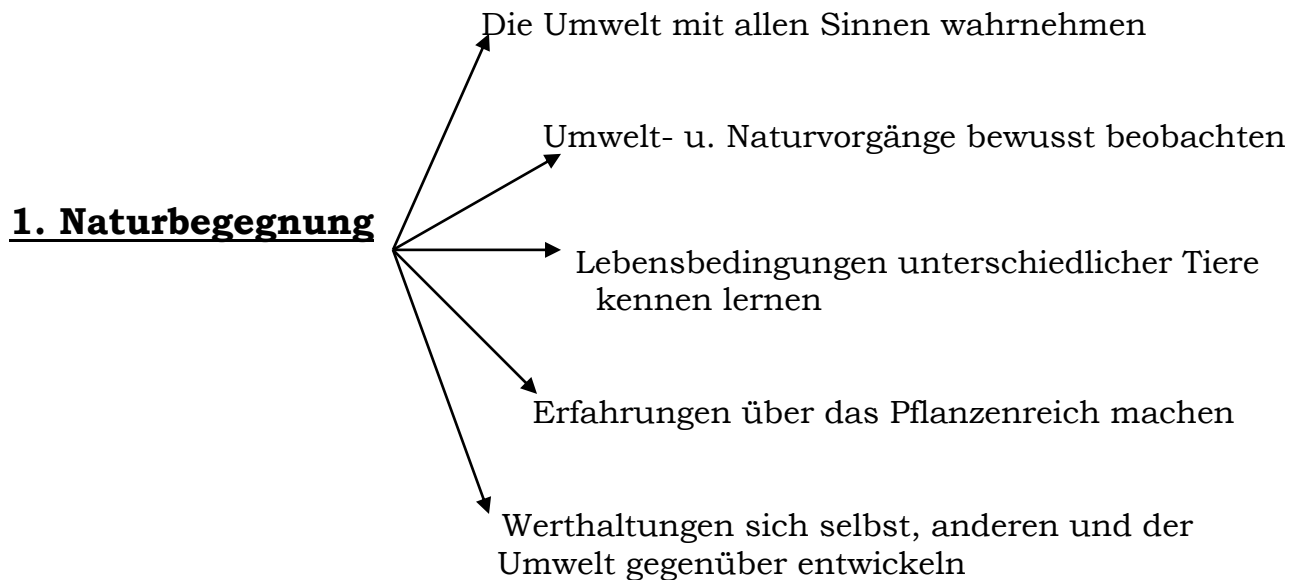 Die Umwelt mit allen Sinnen wahrnehmen
Umwelt- u. Naturvorgänge bewusst beobachten
1. Naturbegegnung
Lebensbedingungen unterschiedlicher Tiere
kennen lernen
Erfahrungen über das Pflanzenreich machen
Werthaltungen sich selbst, anderen und der
Umwelt gegenüber entwickeln